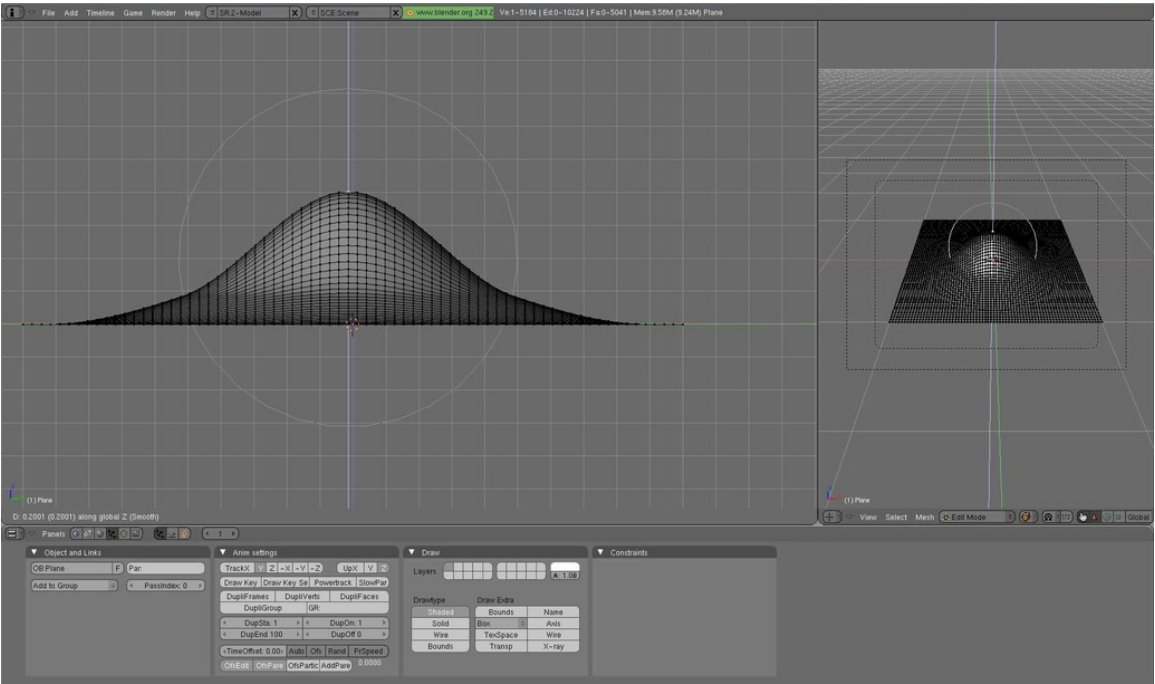 File Add Timeline Game Render Help SR:2-Model X SCE:Scene X www.blender.org 249.2 Ve:1-5184 | Ed:0-10224 | Fa:0-5041 | Mem:9.58M (9.24M) Plane
(1) Plane
(1) Plane
D: 0.2001 (0.2001) along global Z (Smooth)
View Select Mesh Edit Mode Global
Panels 1
Object and Links
OB:Plane F Par:
Add to Group PassIndex: 0
Anim settings
TrackX Y Z -X -Y -Z UpX Y Z
Draw Key Draw Key Se Powertrack SlowPar
DupliFrames DupliVerts DupliFaces
DupliGroup GR:
DupSta: 1 DupOn: 1
DupEnd 100 DupOff 0
TimeOffset: 0.00 Auto Ofs Rand PrSpeed
OfsEdit OfsPare OfsPartic AddPare 0.0000
Draw
Layers A: 1.00
Drawtype Draw Extra
Shaded Bounds Name
Solid Box Axis
Wire TexSpace Wire
Bounds Transp X-ray
Constraints